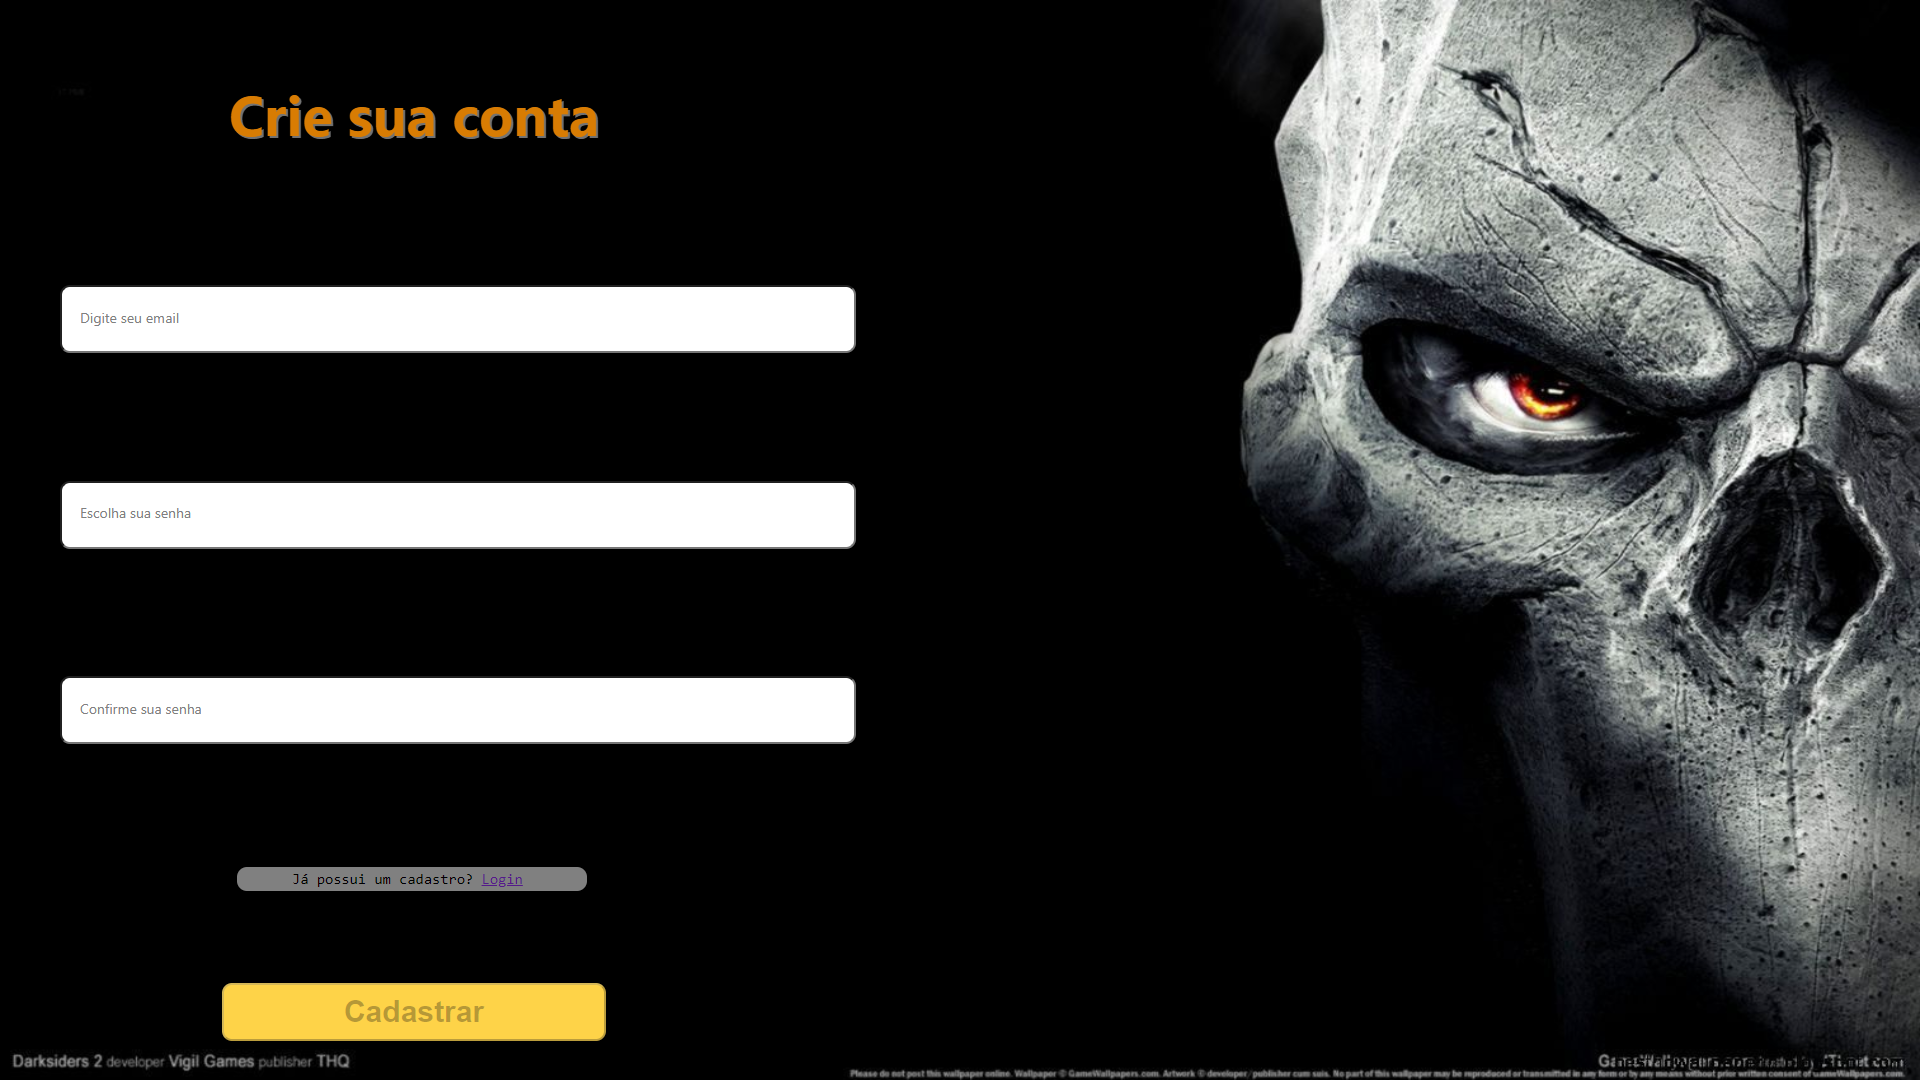 Crie sua conta
Digite seu email
Escolha sua senha
Confirme sua senha
Já possui um cadastro? Login
Cadastrar
Darksiders 2 developer Vigil Games publisher THQ
Please do not post this wallpaper online. Wallpaper © GameWallpapers.com. Artwork © developer/publisher cum suis. No part of this wallpaper may be reproduced or transmitted in any form or by any means without prior written consent of GameWallpapers.com.